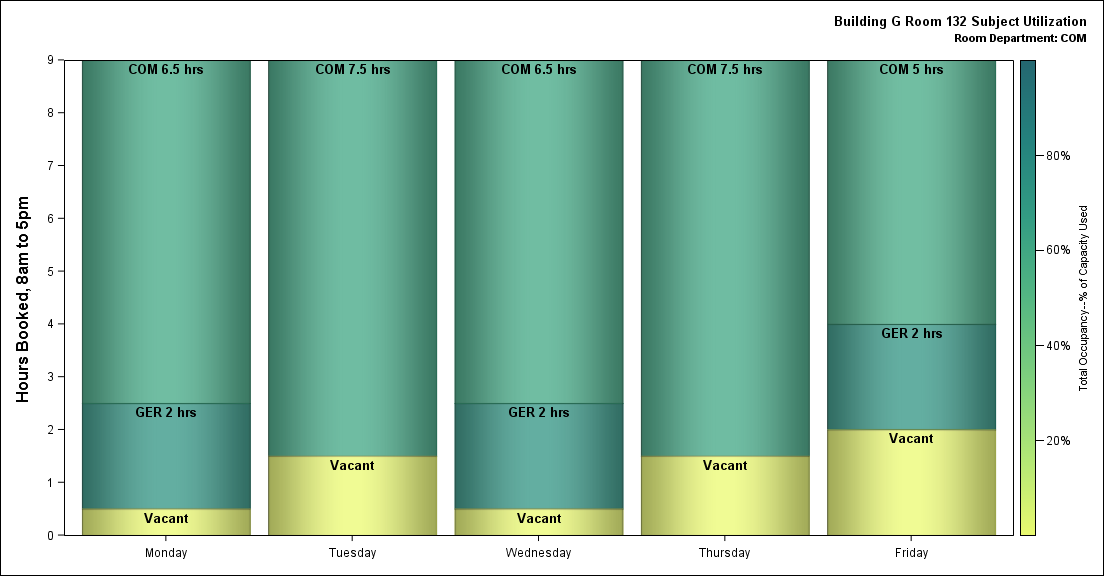 Building G Room 132 Subject Utilization
Room Department: COM
Hours Booked, 8am to 5pm
9
8
7
6
5
4
3
2
1
0
COM 6.5 hrs
GER 2 hrs
Vacant
COM 7.5 hrs
Vacant
COM 6.5 hrs
GER 2 hrs
Vacant
COM 7.5 hrs
Vacant
COM 5 hrs
GER 2 hrs
Vacant
Monday
Tuesday
Wednesday
Thursday
Friday
80%
60%
40%
20%
Total Occupancy--% of Capacity Used